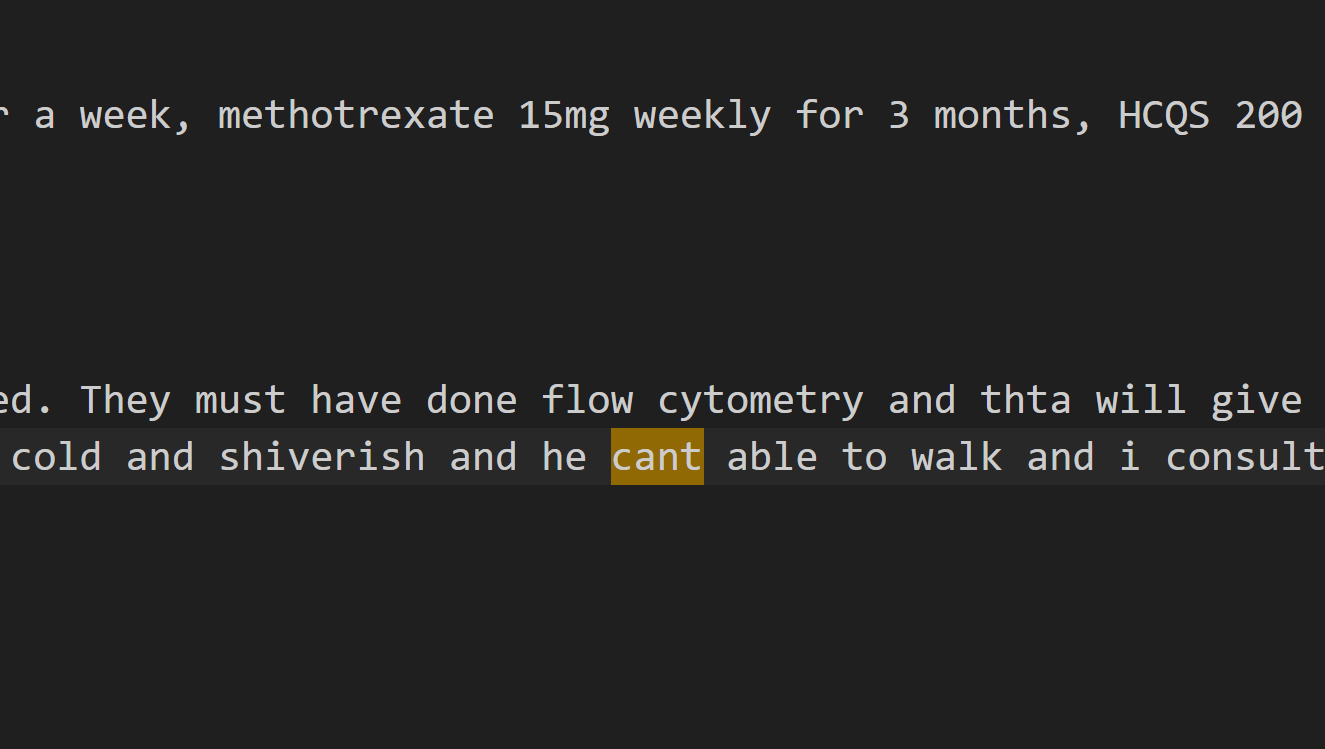 a week, methotrexate 15mg weekly for 3 months, HCQS 200
They must have done flow cytometry and thta will give
cold and shiverish and he cant able to walk and i consult